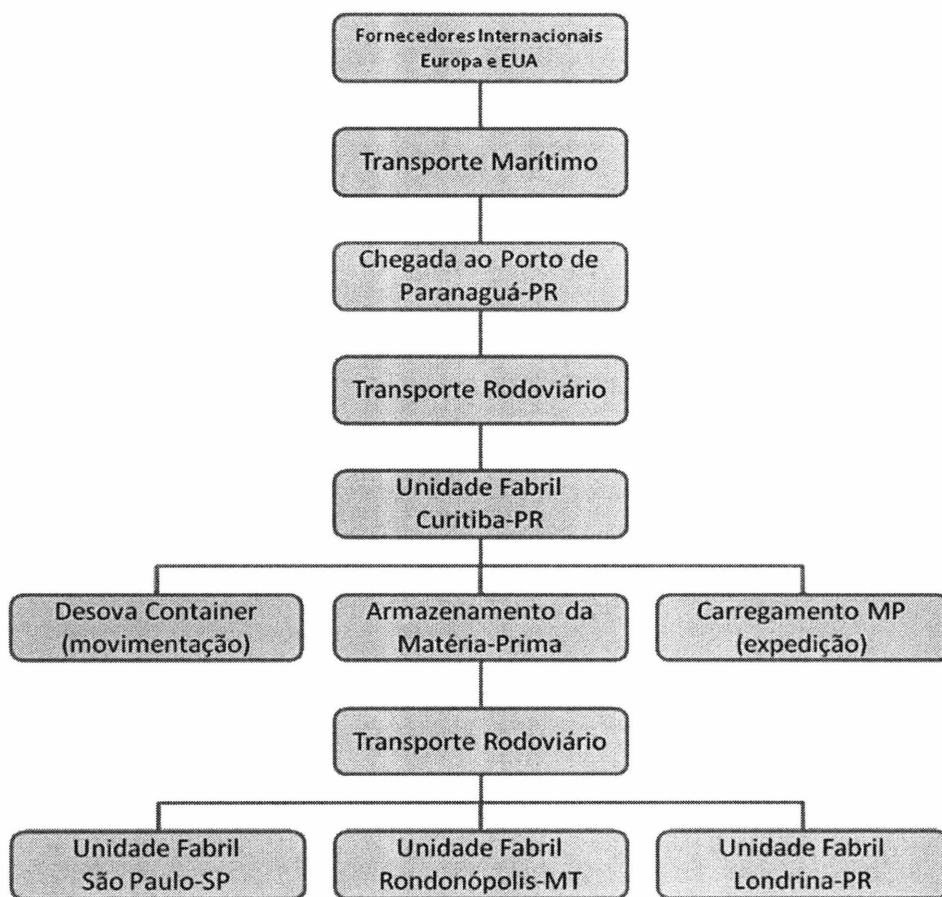 Fornecedores Internacionais
Europa e EUA
Transporte Marítimo
Chegada ao Porto de
Paranaguá-PR
Transporte Rodoviário
Unidade Fabril
Curitiba-PR
Desova Container
(movimentação)
Armazenamento da
Matéria-Prima
Carregamento MP
(expedição)
Transporte Rodoviário
Unidade Fabril
São Paulo-SP
Unidade Fabril
Rondonópolis-MT
Unidade Fabril
Londrina-PR